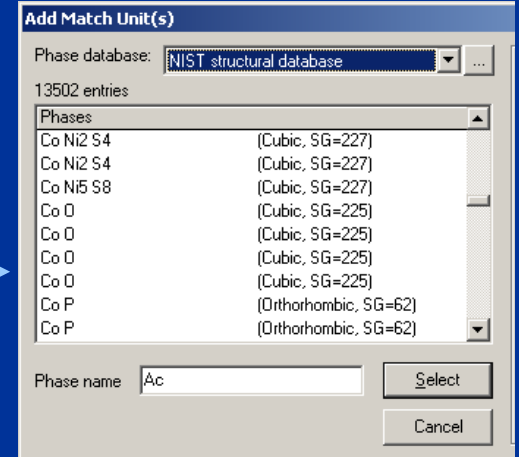 Add Match Unit(s)
Phase database: NIST structural database ...
13502 entries
Phases
Co Ni2 S4 (Cubic, SG=227)
Co Ni2 S4 (Cubic, SG=227)
Co Ni5 S8 (Cubic, SG=227)
Co O (Cubic, SG=225)
Co O (Cubic, SG=225)
Co O (Cubic, SG=225)
Co O (Cubic, SG=225)
Co P (Orthorhombic, SG=62)
Co P (Orthorhombic, SG=62)
Phase name Ac Select
Cancel